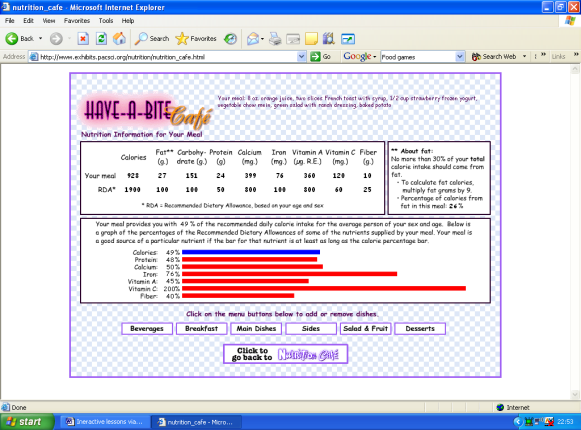 nutrition_cafe - Microsoft Internet Explorer
File Edit View Favorites Tools Help
Back Search Favorites
Address http://www.exhibits.pacsci.org/nutrition/nutrition_cafe.html Go Google Food games Search Web Links
HAVE-A-BITE Café
Your meal: 8 oz. orange juice, two slices French toast with syrup, 1/2 cup strawberry frozen yogurt,
vegetable chow mein, green salad with ranch dressing, baked potato
Nutrition Information for Your Meal
Calories Fat** (g.) Carbohy-drate (g.) Protein (g) Calcium (mg.) Iron (mg.) Vitamin A (µg. R.E.) Vitamin C (mg.) Fiber (g.)
Your meal 928 27 151 24 399 76 360 120 10
RDA* 1900 100 100 50 800 100 800 60 25
* RDA = Recommended Dietary Allowance, based on your age and sex
** About fat:
No more than 30% of your total
calorie intake should come from
fat.
• To calculate fat calories,
multiply fat grams by 9.
• Percentage of calories from
fat in this meal: 26%
Your meal provides you with 49 % of the recommended daily calorie intake for the average person of your sex and age. Below is
a graph of the percentages of the Recommended Dietary Allowances of some of the nutrients supplied by your meal. Your meal is
a good source of a particular nutrient if the bar for that nutrient is at least as long as the calorie percentage bar.
Calories: 49%
Protein: 48%
Calcium: 50%
Iron: 76%
Vitamin A: 45%
Vitamin C: 200%
Fiber: 40%
Click on the menu buttons below to add or remove dishes.
Beverages Breakfast Main Dishes Sides Salad & Fruit Desserts
Click to
go back to Nutrition Café
Done Internet
start Ineractive lessons via... nutrition_cafe - Micro... 22:53